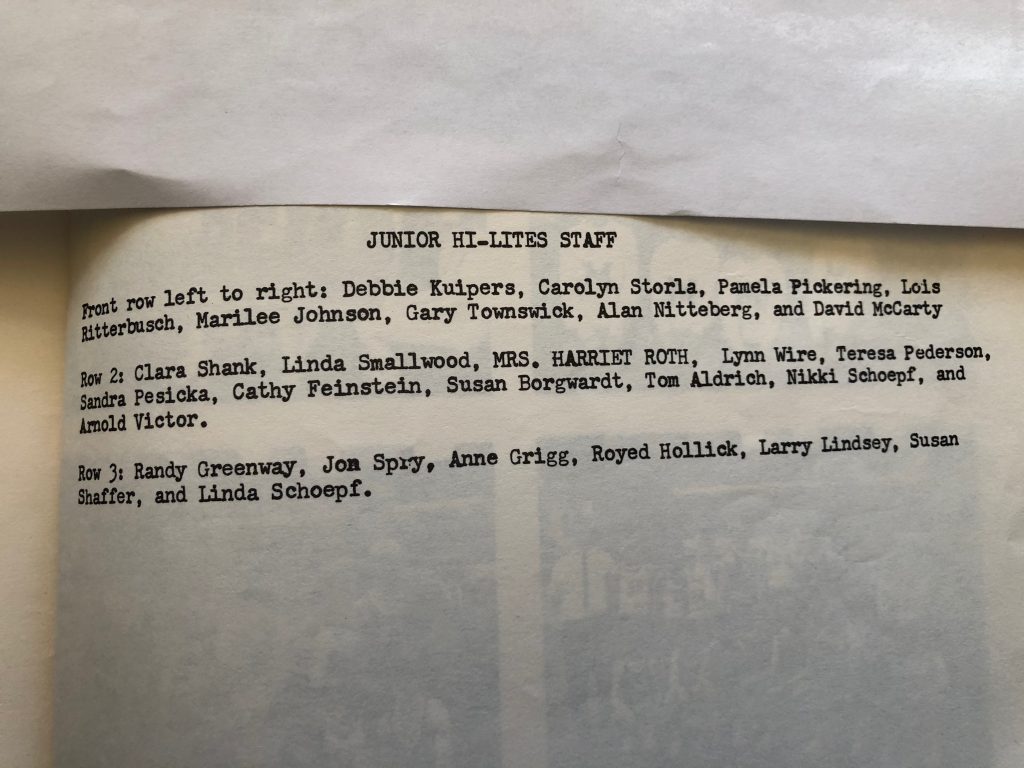 JUNIOR HI-LITES STAFF
Front row left to right: Debbie Kuipers, Carolyn Storla, Pamela Pickering, Lois
Ritterbusch, Marilee Johnson, Gary Townswick, Alan Nitteberg, and David McCarty
Row 2: Clara Shank, Linda Smallwood, MRS. HARRIET ROTH, Lynn Wire, Teresa Pederson,
Sandra Pesicka, Cathy Feinstein, Susan Borgwardt, Tom Aldrich, Nikki Schoepf, and
Arnold Victor.
Row 3: Randy Greenway, Jon Spry, Anne Grigg, Royed Hollick, Larry Lindsey, Susan
Shaffer, and Linda Schoepf.